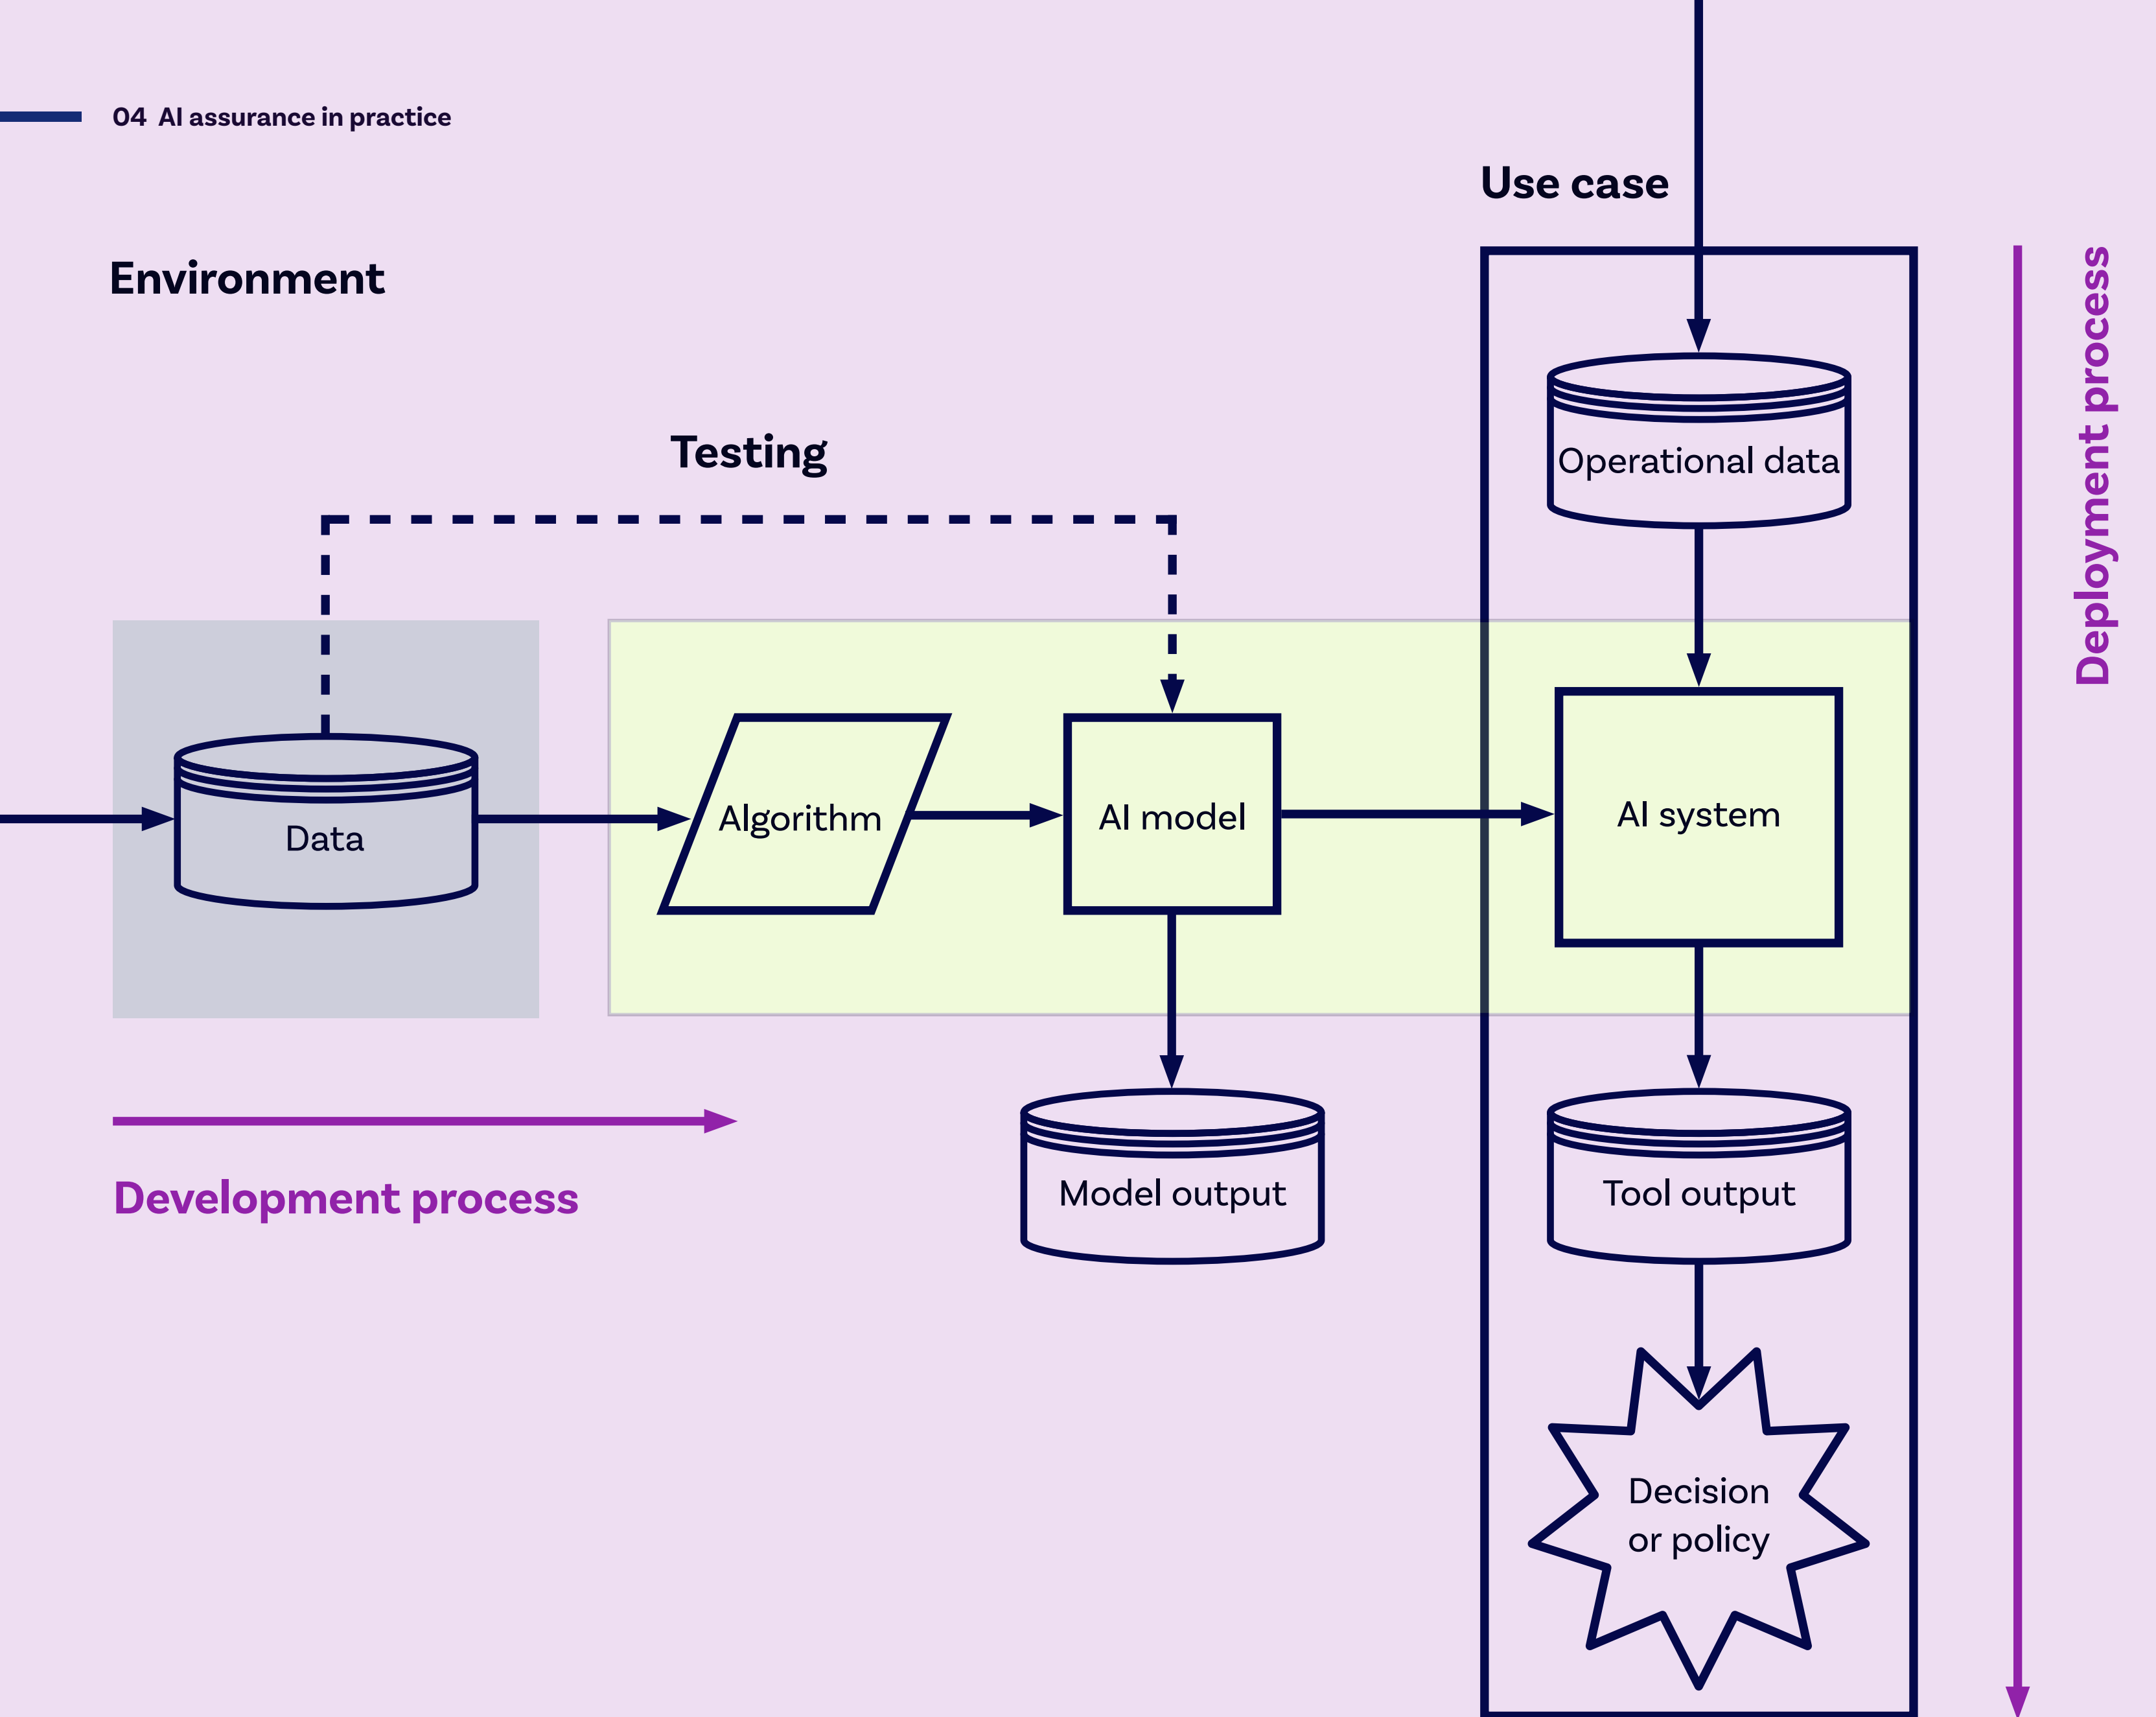 04 AI assurance in practice
Use case
Environment
Deployment process
Testing
Operational data
Data
Algorithm
AI model
AI system
Development process
Model output
Tool output
Decision
or policy